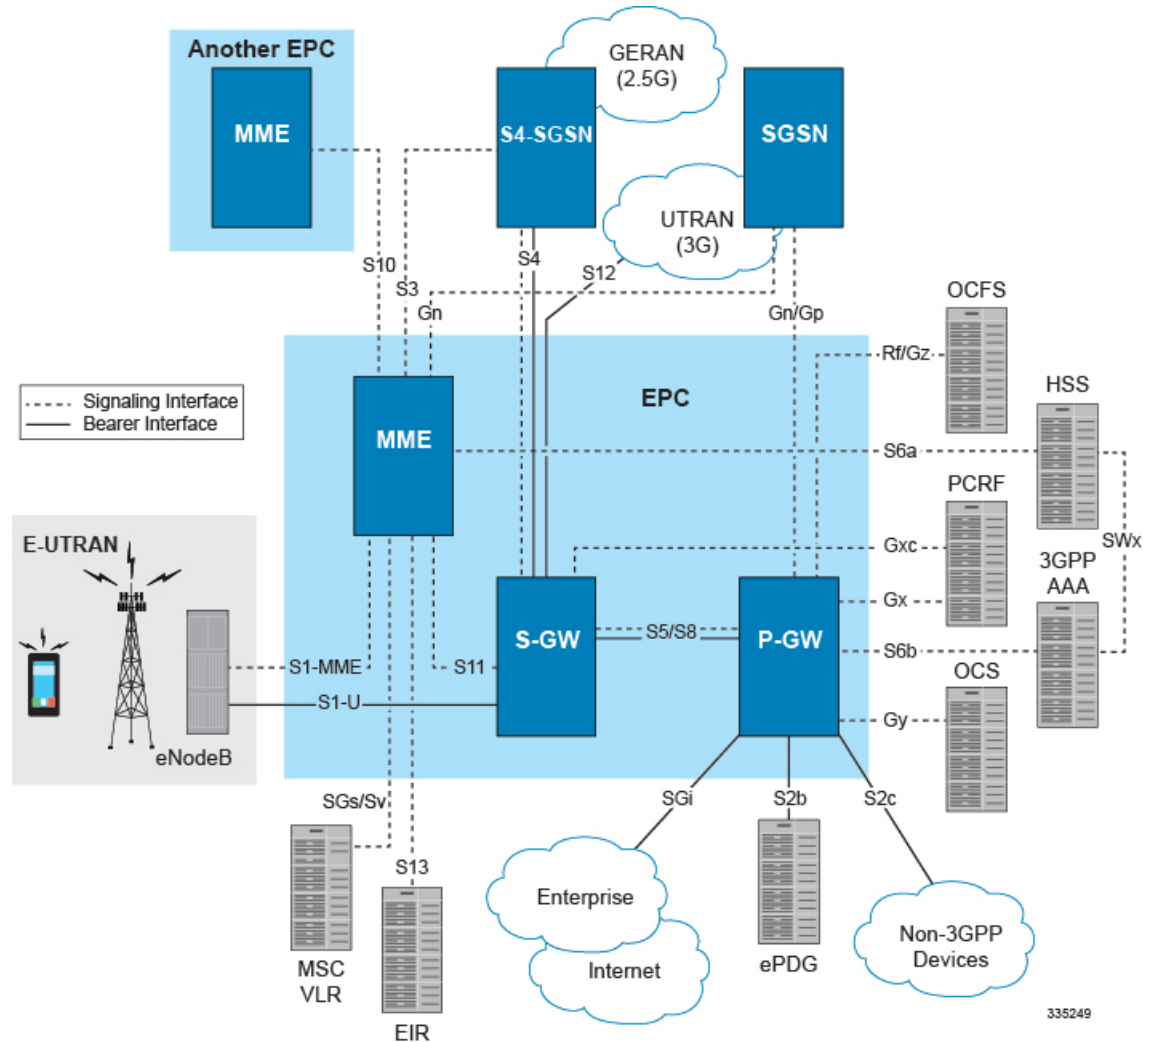 Another EPC
MME
GERAN
(2.5G)
S4-SGSN
SGSN
UTRAN
(3G)
S10
S3
Gn
S4
S12
Gn/Gp
OCFS
Rf/Gz
HSS
Signaling Interface
Bearer Interface
EPC
MME
S6a
PCRF
Gxc
SWx
3GPP
AAA
E-UTRAN
Gx
S-GW
S5/S8
P-GW
S6b
S1-MME
S11
OCS
S1-U
Gy
eNodeB
SGs/Sv
SGi
S2b
S2c
S13
Enterprise
Internet
MSC
VLR
EIR
ePDG
Non-3GPP
Devices
335249